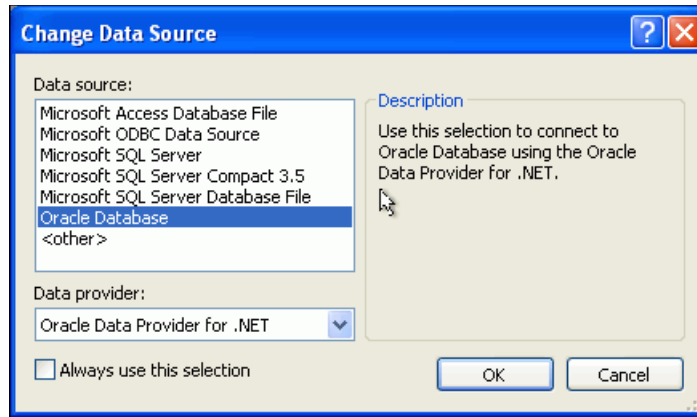 Change Data Source
Data source:
Microsoft Access Database File
Microsoft ODBC Data Source
Microsoft SQL Server
Microsoft SQL Server Compact 3.5
Microsoft SQL Server Database File
Oracle Database
<other>
Data provider:
Oracle Data Provider for .NET
Always use this selection
Description
Use this selection to connect to
Oracle Database using the Oracle
Data Provider for .NET.
OK
Cancel